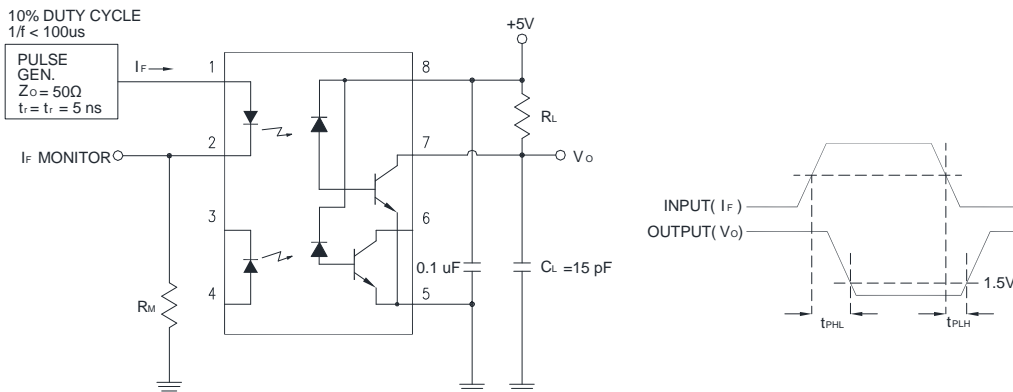 10% DUTY CYCLE
1/f < 100us
PULSE
GEN.
ZO = 50Ω
tr = tr = 5 ns
IF
1
2
3
4
8
7
6
5
IF MONITOR
RM
+5V
RL
VO
0.1 uF
CL =15 pF
INPUT( IF )
OUTPUT( VO)
1.5V
tPHL
tPLH